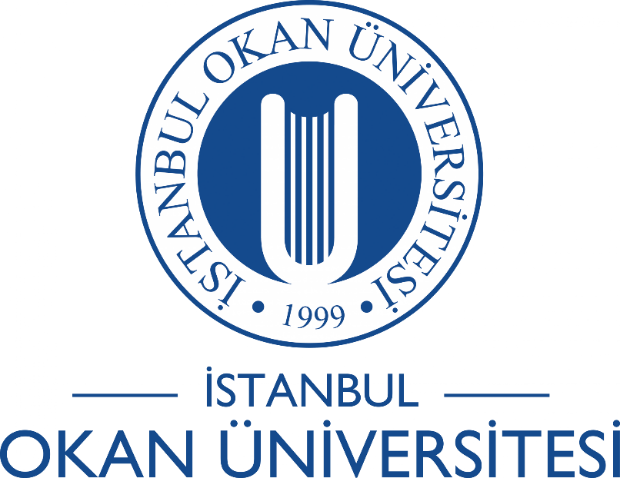 İSTANBUL OKAN ÜNİVERSİTESİ
• 1999 •
İSTANBUL
OKAN ÜNİVERSİTESİ